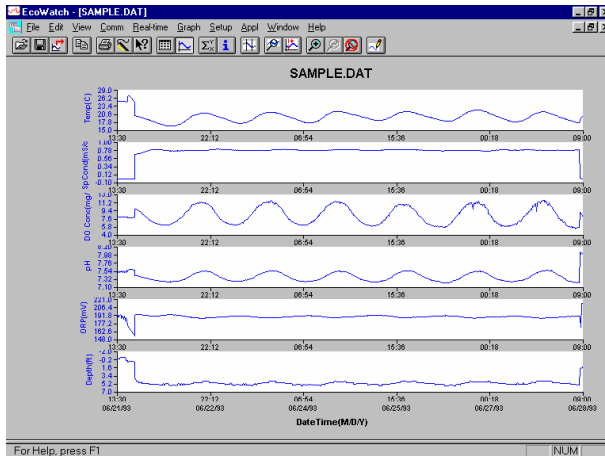 EcoWatch - [SAMPLE.DAT]
File Edit View Comm Real-time Graph Setup Appl Window Help
SAMPLE.DAT
Temp(C)
29.0
26.2
23.4
20.6
17.8
15.0
13:30 22:12 06:54 15:36 00:18 09:00
SpCond(mS/c
1.00
0.78
0.56
0.34
0.12
-0.10
13:30 22:12 06:54 15:36 00:18 09:00
DO Conc(mg/
13.0
11.2
9.4
7.6
5.8
4.0
13:30 22:12 06:54 15:36 00:18 09:00
pH
8.20
7.98
7.76
7.54
7.32
7.10
13:30 22:12 06:54 15:36 00:18 09:00
ORP(mV)
221.0
206.4
191.8
177.2
162.6
148.0
13:30 22:12 06:54 15:36 00:18 09:00
Depth(ft)
-2.0
-0.2
1.6
3.4
5.2
7.0
13:30 22:12 06:54 15:36 00:18 09:00
06/21/93 06/22/93 06/24/93 06/25/93 06/27/93 06/28/93
DateTime(M/D/Y)
For Help, press F1
NUM